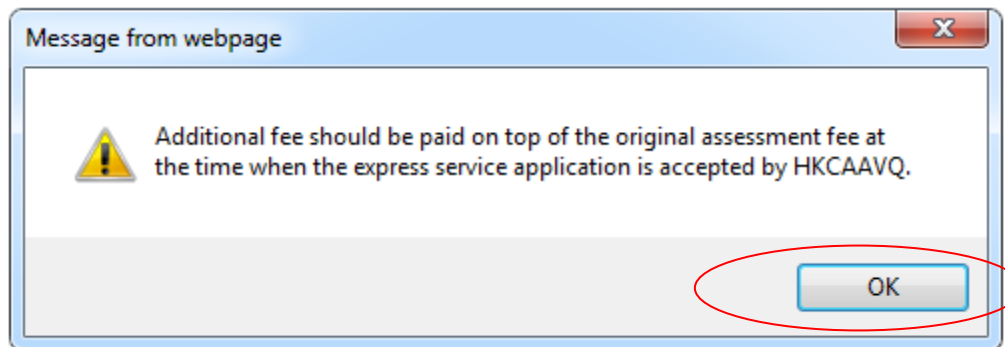 Message from webpage
Additional fee should be paid on top of the original assessment fee at
the time when the express service application is accepted by HKCAAVQ.
OK